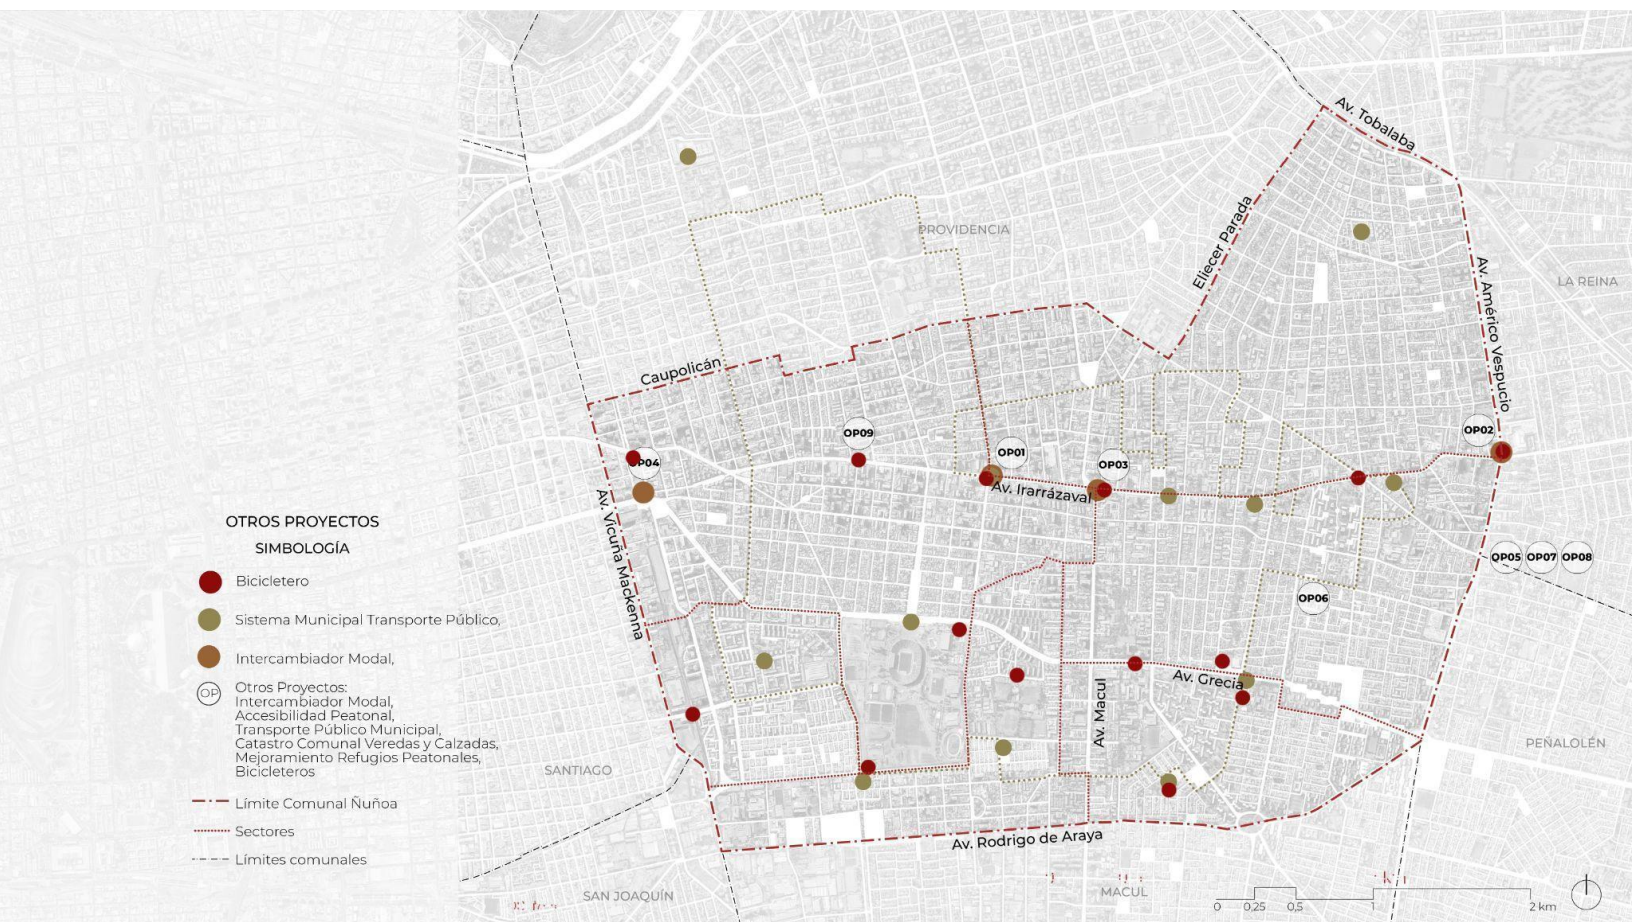 Av. Tobalaba
PROVIDENCIA
Eliecer Parada
LA REINA
Av. Américo Vespucio
Caupolicán
OP09
OP01
OP02
OP04
OP03
Av. Irarrázaval
Av. Vicuña Mackenna
OP05
OP07
OP08
OP06
Av. Grecia
Av. Macul
PEÑALOLÉN
SANTIAGO
Av. Rodrigo de Araya
SAN JOAQUÍN
MACUL
OTROS PROYECTOS
SIMBOLOGÍA
Bicicletero
Sistema Municipal Transporte Público,
Intercambiador Modal,
OP
Otros Proyectos:
Intercambiador Modal,
Accesibilidad Peatonal,
Transporte Público Municipal,
Catastro Comunal Veredas y Calzadas,
Mejoramiento Refugios Peatonales,
Bicicleteros
Límite Comunal Ñuñoa
Sectores
Límites comunales
0 0,25 0,5 1 2 km